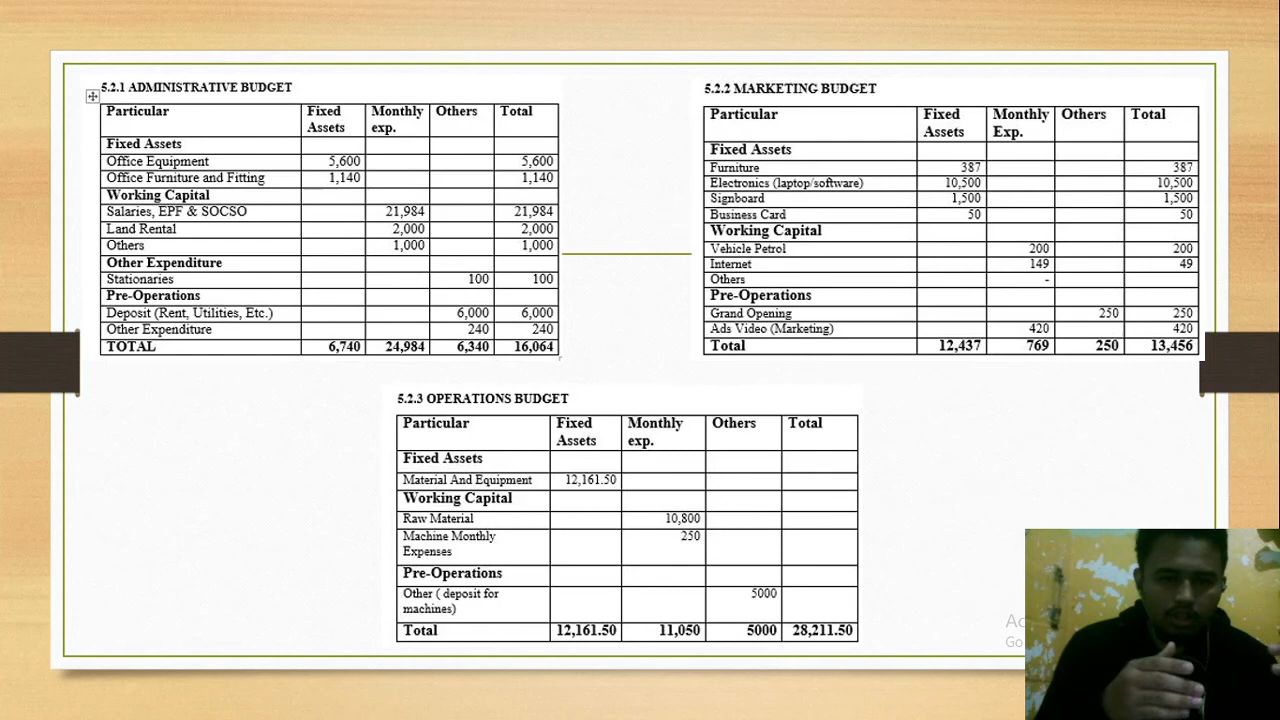 5.2.1 ADMINISTRATIVE BUDGET
Particular Fixed Assets Monthly exp. Others Total
Fixed Assets
Office Equipment 5,600 5,600
Office Furniture and Fitting 1,140 1,140
Working Capital
Salaries, EPF & SOCSO 21,984 21,984
Land Rental 2,000 2,000
Others 1,000 1,000
Other Expenditure
Stationaries 100 100
Pre-Operations
Deposit (Rent, Utilities, Etc.) 6,000 6,000
Other Expenditure 240 240
TOTAL 6,740 24,984 6,340 16,064
5.2.2 MARKETING BUDGET
Particular Fixed Assets Monthly Exp. Others Total
Fixed Assets
Furniture 387 387
Electronics (laptop/software) 10,500 10,500
Signboard 1,500 1,500
Business Card 50 50
Working Capital
Vehicle Petrol 200 200
Internet 149 49
Others -
Pre-Operations
Grand Opening 250 250
Ads Video (Marketing) 420 420
Total 12,437 769 250 13,456
5.2.3 OPERATIONS BUDGET
Particular Fixed Assets Monthly exp. Others Total
Fixed Assets
Material And Equipment 12,161.50
Working Capital
Raw Material 10,800
Machine Monthly Expenses 250
Pre-Operations
Other ( deposit for machines) 5000
Total 12,161.50 11,050 5000 28,211.50